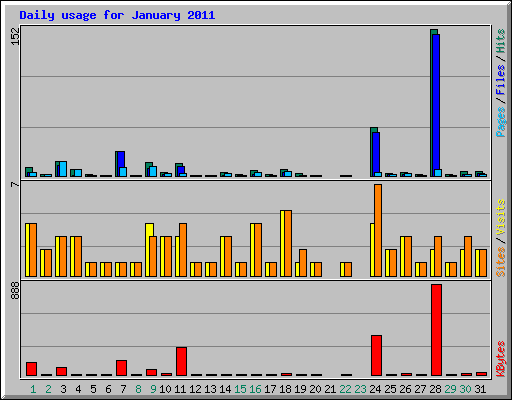 Daily usage for January 2011
152
Pages / Files / Hits
7
Sites / Visits
888
KBytes
1 2 3 4 5 6 7 8 9 10 11 12 13 14 15 16 17 18 19 20 21 22 23 24 25 26 27 28 29 30 31